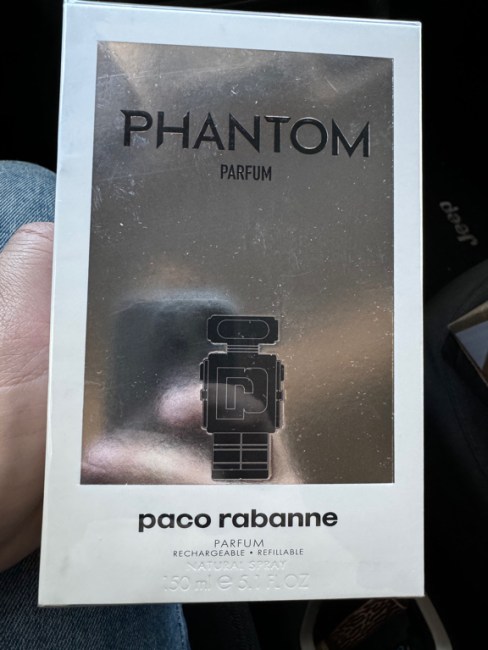 PHANTOM
PARFUM
Jeep
paco rabanne
PARFUM
RECHARGEABLE • REFILLABLE
NATURAL SPRAY
150 ml ℮ 5.1 FL OZ